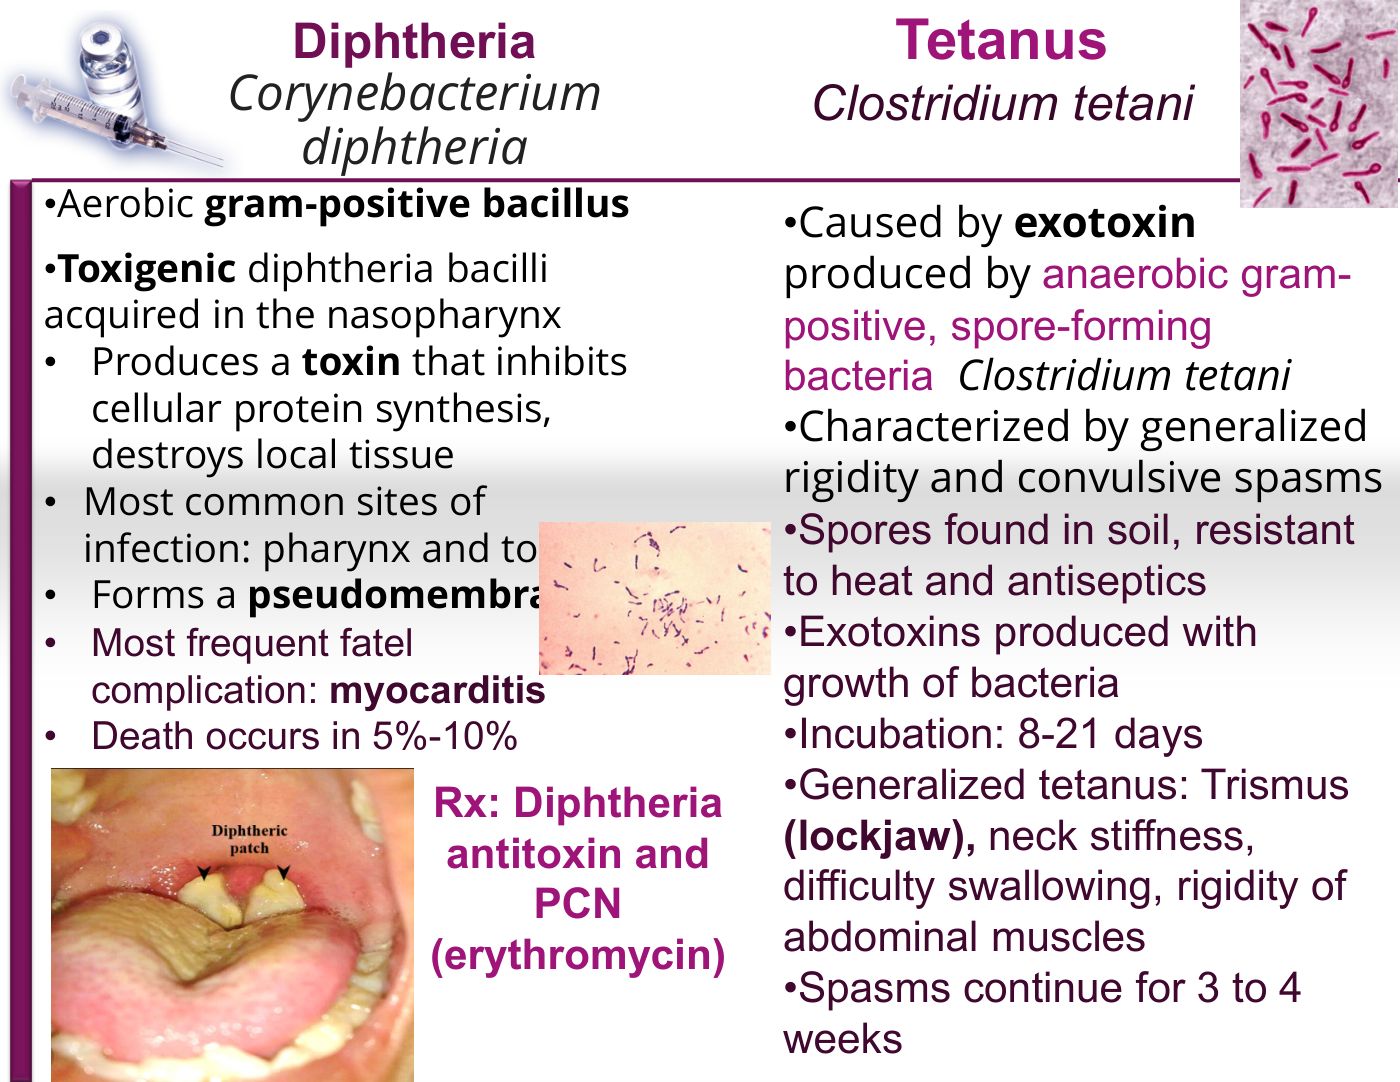 Diphtheria
Corynebacterium
diphtheria
•Aerobic gram-positive bacillus
•Toxigenic diphtheria bacilli
acquired in the nasopharynx
• Produces a toxin that inhibits
cellular protein synthesis,
destroys local tissue
• Most common sites of
infection: pharynx and to
• Forms a pseudomembra
• Most frequent fatel
complication: myocarditis
• Death occurs in 5%-10%
Diphtheric
patch
Rx: Diphtheria
antitoxin and
PCN
(erythromycin)
Tetanus
Clostridium tetani
•Caused by exotoxin
produced by anaerobic gram-
positive, spore-forming
bacteria Clostridium tetani
•Characterized by generalized
rigidity and convulsive spasms
•Spores found in soil, resistant
to heat and antiseptics
•Exotoxins produced with
growth of bacteria
•Incubation: 8-21 days
•Generalized tetanus: Trismus
(lockjaw), neck stiffness,
difficulty swallowing, rigidity of
abdominal muscles
•Spasms continue for 3 to 4
weeks